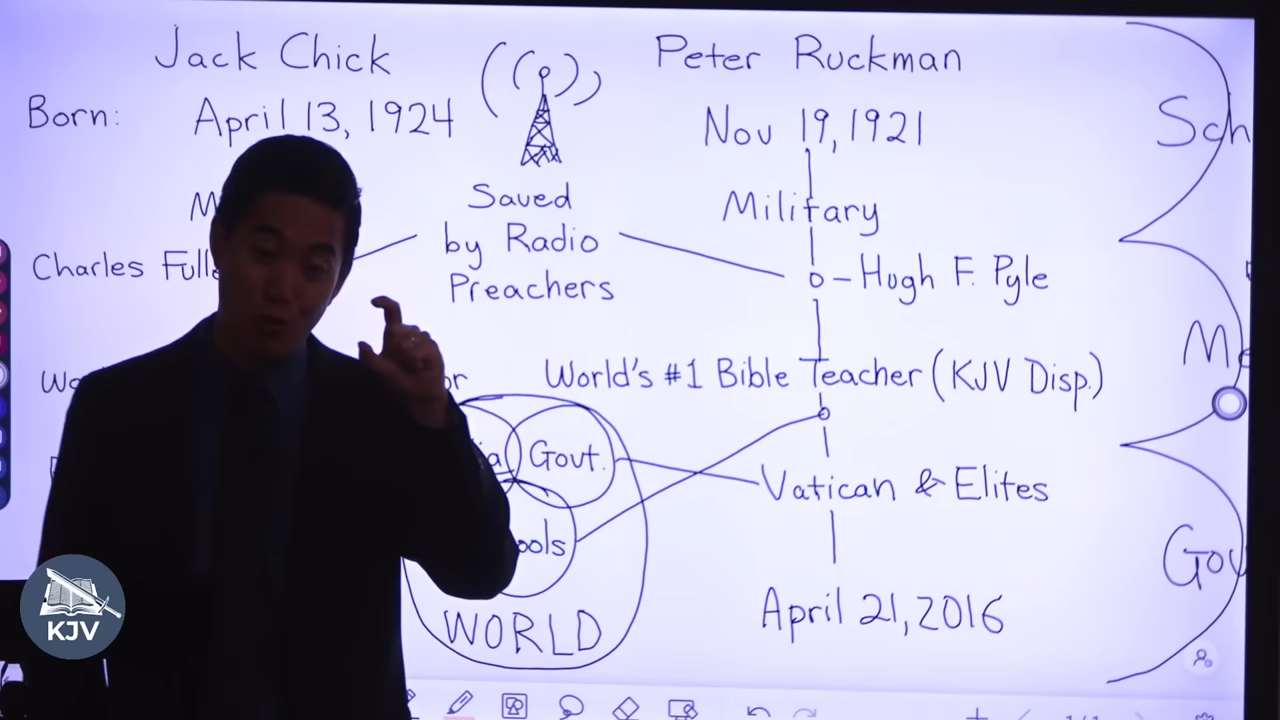 Jack Chick
Peter Ruckman
Born: April 13, 1924
Nov 19, 1921
Saved
by Radio
Preachers
Military
Charles
Hugh F. Pyle
World's #1 Bible Teacher (KJV Disp.)
Govt.
Vatican & Elites
WORLD
April 21, 2016
KJV